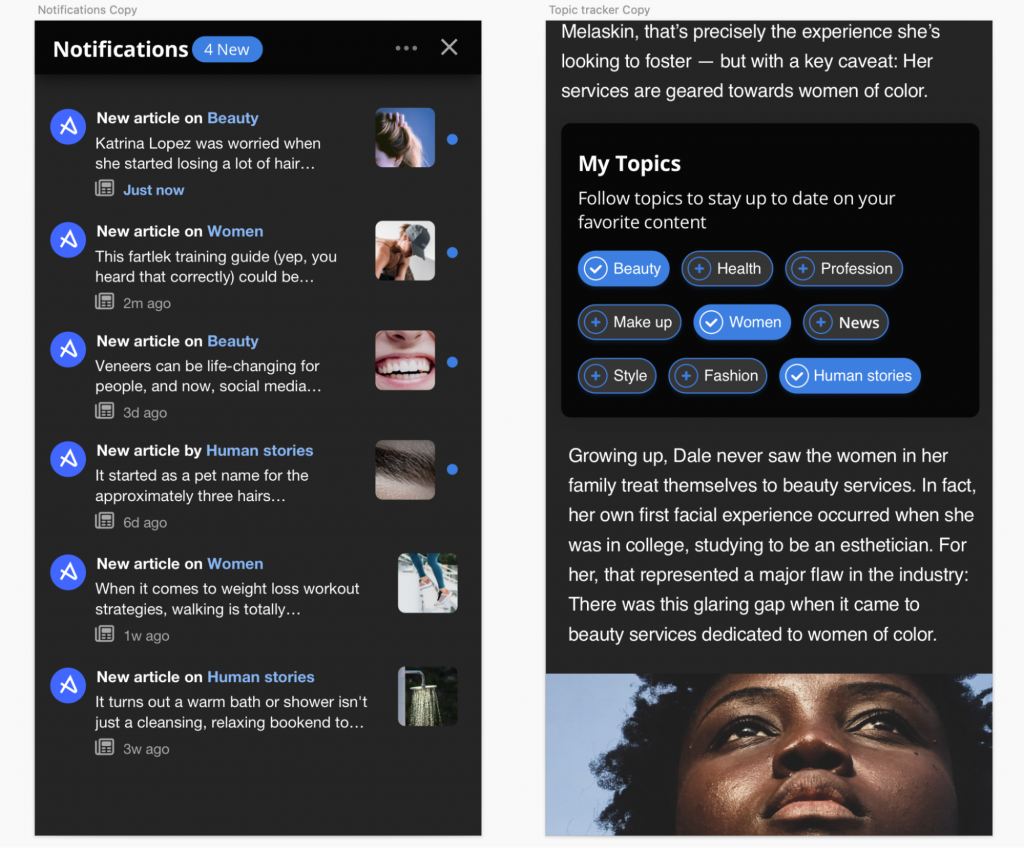 Notifications Copy
Notifications 4 New
New article on Beauty
Katrina Lopez was worried when
she started losing a lot of hair...
Just now
New article on Women
This fartlek training guide (yep, you
heard that correctly) could be...
2m ago
New article on Beauty
Veneers can be life-changing for
people, and now, social media...
3d ago
New article by Human stories
It started as a pet name for the
approximately three hairs...
6d ago
New article on Women
When it comes to weight loss workout
strategies, walking is totally...
1w ago
New article on Human stories
It turns out a warm bath or shower isn't
just a cleansing, relaxing bookend to...
3w ago
Topic tracker Copy
Melaskin, that’s precisely the experience she’s
looking to foster — but with a key caveat: Her
services are geared towards women of color.
My Topics
Follow topics to stay up to date on your
favorite content
Beauty Health Profession
Make up Women News
Style Fashion Human stories
Growing up, Dale never saw the women in her
family treat themselves to beauty services. In fact,
her own first facial experience occurred when she
was in college, studying to be an esthetician. For
her, that represented a major flaw in the industry:
There was this glaring gap when it came to
beauty services dedicated to women of color.